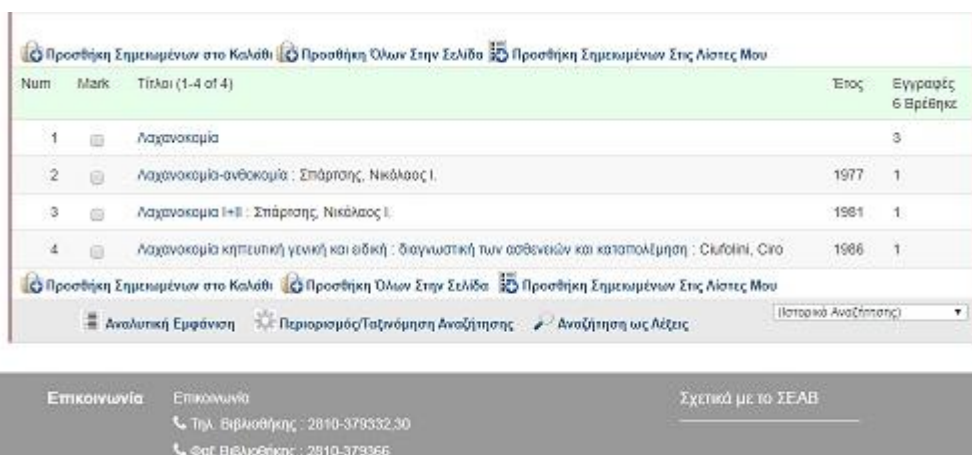 Προσθήκη Σημειωμένων στο Καλάθι Προσθήκη Όλων Στην Σελίδα Προσθήκη Σημειωμένων Στις Λίστες Μου
Num Mark Τίτλοι (1-4 of 4) Έτος Εγγραφές
6 Βρέθηκε
1 Λαχανοκομία 3
2 Λαχανοκομία-ανθοκομία : Σπάρτσης, Νικόλαος Ι. 1977 1
3 Λαχανοκομια Ι+ΙΙ : Σπάρτσης, Νικόλαος Ι. 1981 1
4 Λαχανοκομία κηπευτική γενική και ειδική : διαγνωστική των ασθενειών και καταπολέμηση : Ciufolini, Ciro 1986 1
Προσθήκη Σημειωμένων στο Καλάθι Προσθήκη Όλων Στην Σελίδα Προσθήκη Σημειωμένων Στις Λίστες Μου
Αναλυτική Εμφάνιση Περιορισμός/Ταξινόμηση Αναζήτησης Αναζήτηση ως Λέξεις (Ιστορικό Αναζήτησης)
Επικοινωνία Επικοινωνία Σχετικά με το ΣΕΑΒ
Τηλ. Βιβλιοθήκης : 2810-379332,30
Φαξ Βιβλιοθήκης : 2810-379366